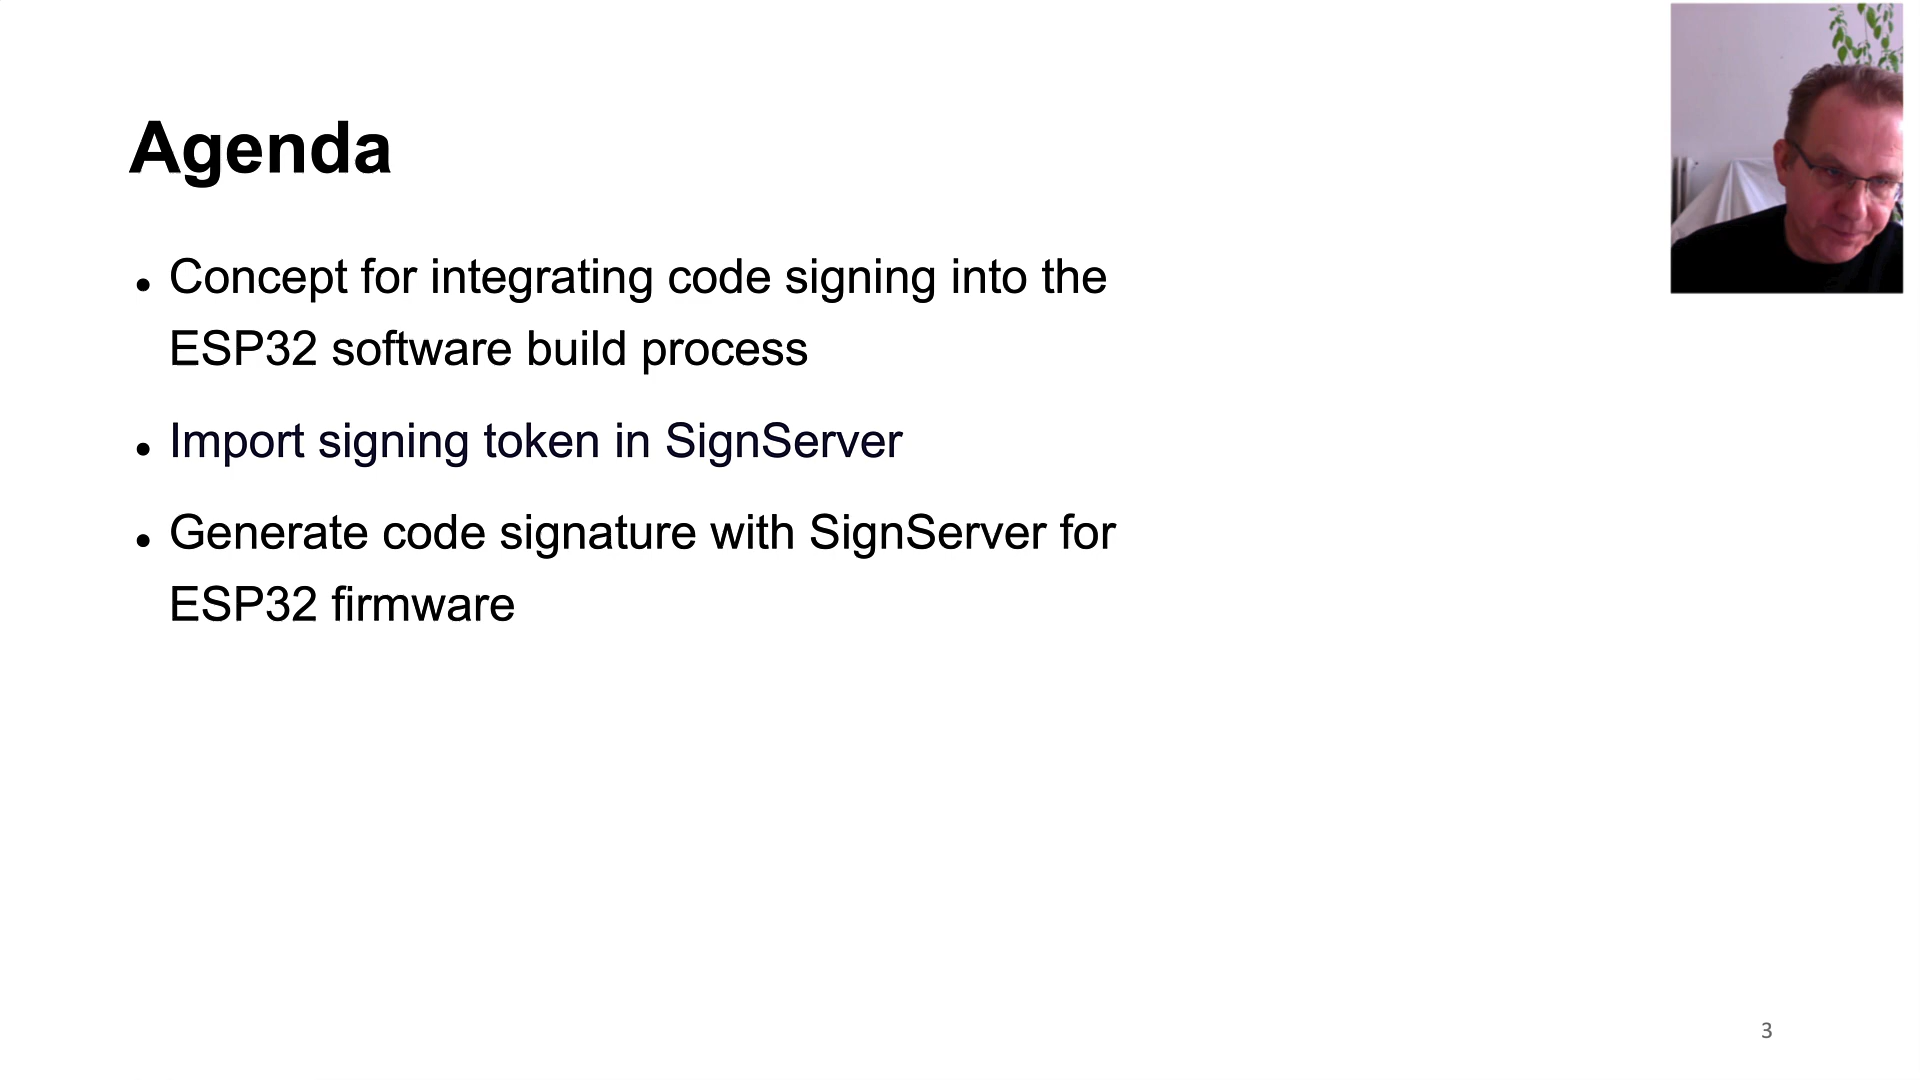 Agenda
• Concept for integrating code signing into the
ESP32 software build process
• Import signing token in SignServer
• Generate code signature with SignServer for
ESP32 firmware
3